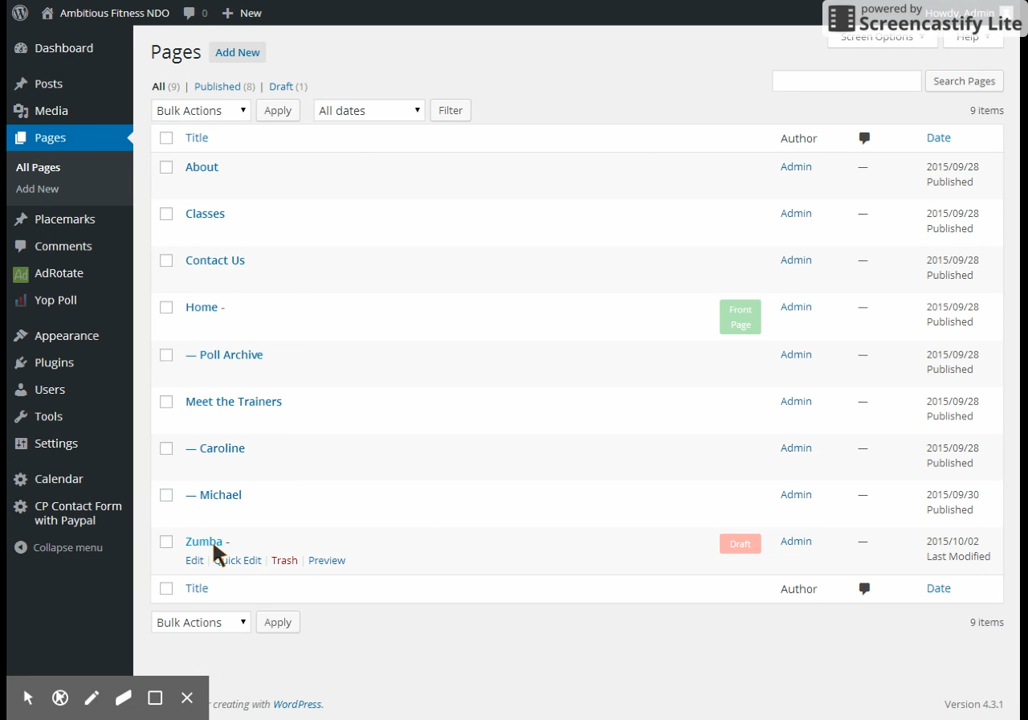 Ambitious Fitness NDO 0 New Howdy, Admin
powered by
Screencastify Lite
Screen Options Help
Pages Add New
All (9) | Published (8) | Draft (1)
Search Pages
Bulk Actions Apply All dates Filter 9 items
Title Author Date
About Admin — 2015/09/28
Published
Classes Admin — 2015/09/28
Published
Contact Us Admin — 2015/09/28
Published
Home - Front Page Admin — 2015/09/28
Published
— Poll Archive Admin — 2015/09/28
Published
Meet the Trainers Admin — 2015/09/28
Published
— Caroline Admin — 2015/09/28
Published
— Michael Admin — 2015/09/30
Published
Zumba - Draft Admin — 2015/10/02
Edit | Quick Edit | Trash | Preview Last Modified
Title Author Date
Bulk Actions Apply 9 items
Dashboard
Posts
Media
Pages
All Pages
Add New
Placemarks
Comments
Ad AdRotate
Yop Poll
Appearance
Plugins
Users
Tools
Settings
Calendar
CP Contact Form
with Paypal
Collapse menu
creating with WordPress. Version 4.3.1